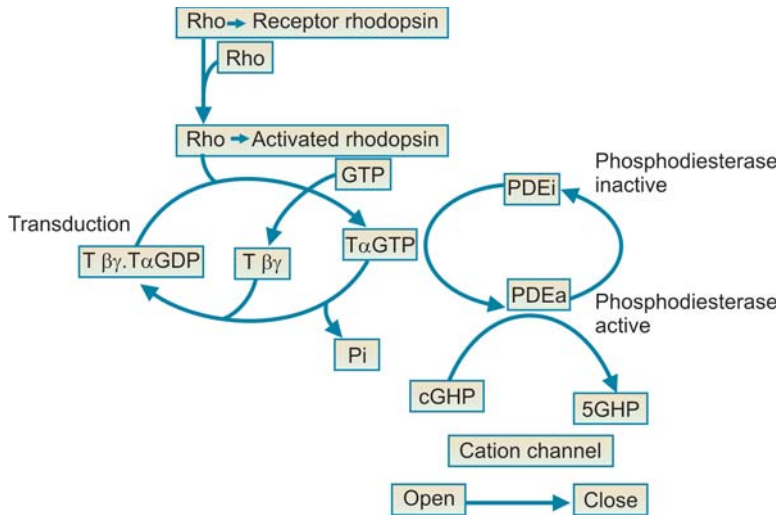 Rho → Receptor rhodopsin
Rho
Rho → Activated rhodopsin
GTP
Transduction
T βγ.TαGDP
T βγ
TαGTP
Pi
PDEi
Phosphodiesterase
inactive
PDEa
Phosphodiesterase
active
cGHP
5GHP
Cation channel
Open
Close